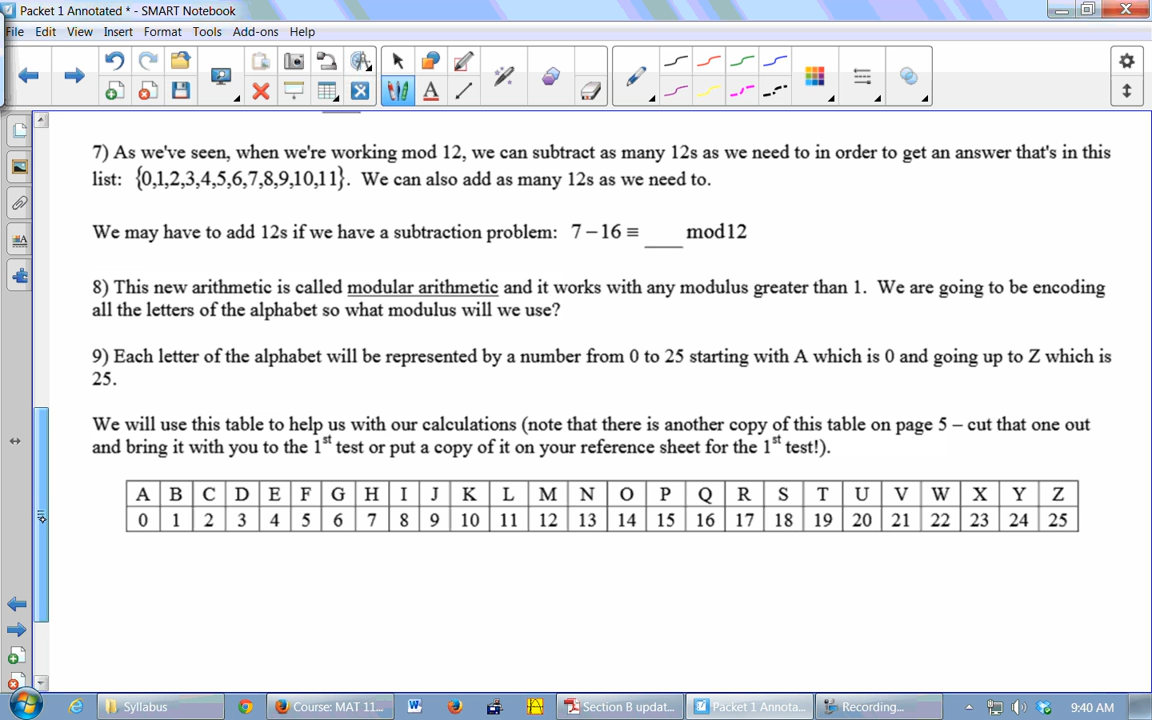 Packet 1 Annotated * - SMART Notebook
File Edit View Insert Format Tools Add-ons Help
7) As we've seen, when we're working mod 12, we can subtract as many 12s as we need to in order to get an answer that's in this
list: {0,1,2,3,4,5,6,7,8,9,10,11}. We can also add as many 12s as we need to.
We may have to add 12s if we have a subtraction problem: 7 – 16 ≡ ____ mod12
8) This new arithmetic is called modular arithmetic and it works with any modulus greater than 1. We are going to be encoding
all the letters of the alphabet so what modulus will we use?
9) Each letter of the alphabet will be represented by a number from 0 to 25 starting with A which is 0 and going up to Z which is
25.
We will use this table to help us with our calculations (note that there is another copy of this table on page 5 – cut that one out
and bring it with you to the 1st test or put a copy of it on your reference sheet for the 1st test!).
A B C D E F G H I J K L M N O P Q R S T U V W X Y Z
0 1 2 3 4 5 6 7 8 9 10 11 12 13 14 15 16 17 18 19 20 21 22 23 24 25
Syllabus Course: MAT 11... Section B updat... Packet 1 Annota... Recording... 9:40 AM